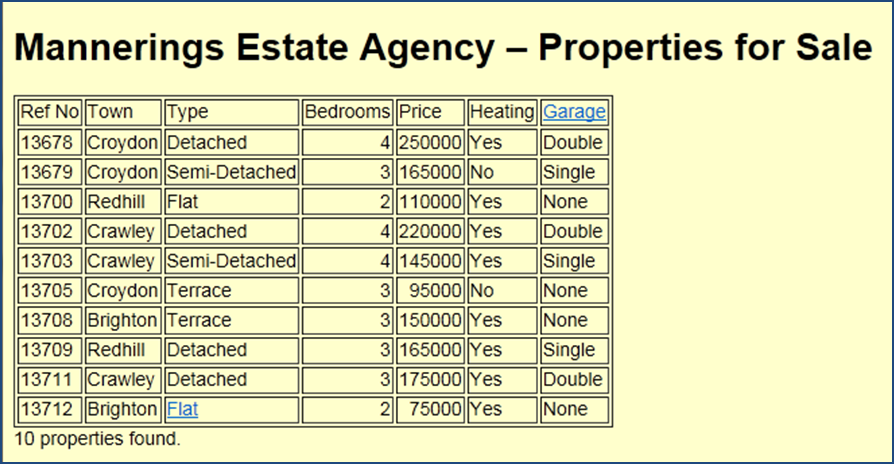 Mannerings Estate Agency – Properties for Sale
Ref No Town Type Bedrooms Price Heating Garage
13678 Croydon Detached 4 250000 Yes Double
13679 Croydon Semi-Detached 3 165000 No Single
13700 Redhill Flat 2 110000 Yes None
13702 Crawley Detached 4 220000 Yes Double
13703 Crawley Semi-Detached 4 145000 Yes Single
13705 Croydon Terrace 3 95000 No None
13708 Brighton Terrace 3 150000 Yes None
13709 Redhill Detached 3 165000 Yes Single
13711 Crawley Detached 3 175000 Yes Double
13712 Brighton Flat 2 75000 Yes None
10 properties found.